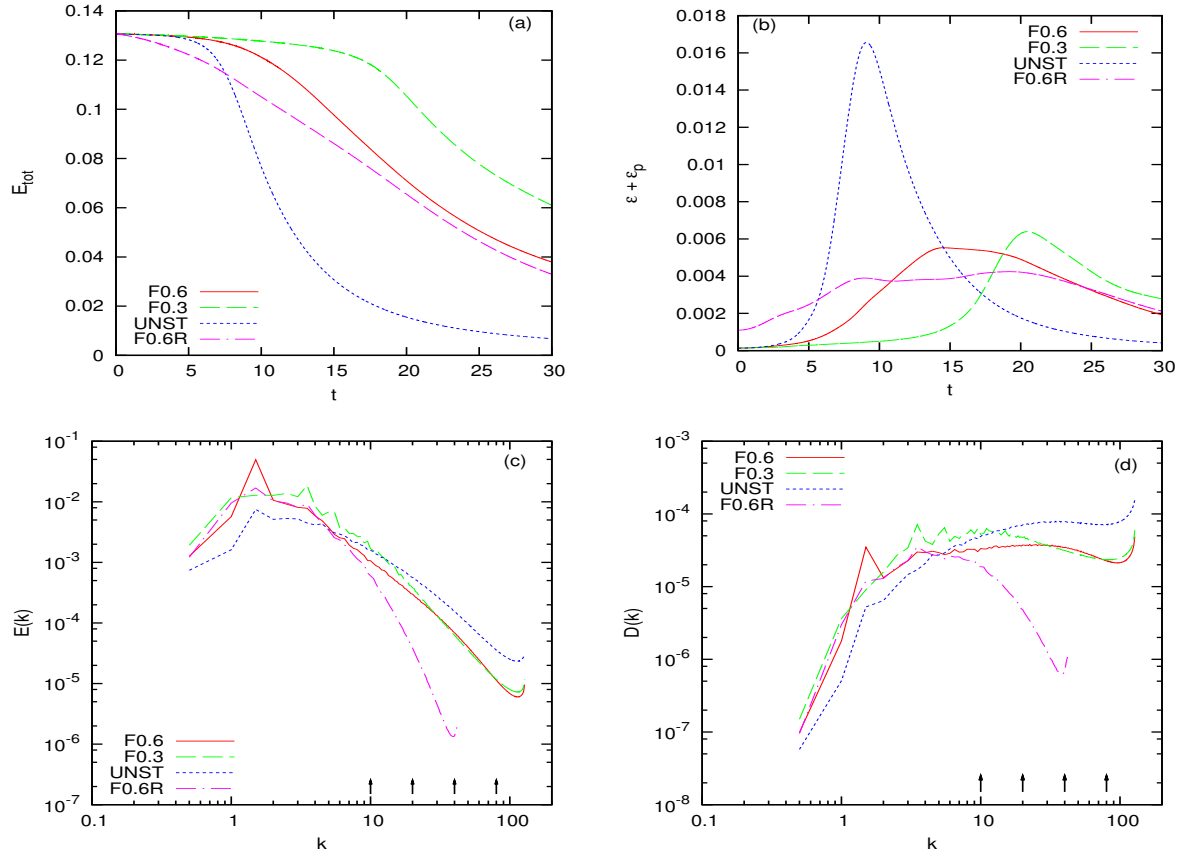 (a)
0.14
0.12
0.1
0.08
0.06
0.04
0.02
0
E_tot
F0.6
F0.3
UNST
F0.6R
0 5 10 15 20 25 30
t
(b)
0.018
0.016
0.014
0.012
0.01
0.008
0.006
0.004
0.002
0
ε + ε_p
F0.6
F0.3
UNST
F0.6R
0 5 10 15 20 25 30
t
(c)
10^-1
10^-2
10^-3
10^-4
10^-5
10^-6
10^-7
E(k)
F0.6
F0.3
UNST
F0.6R
0.1 1 10 100
k
(d)
10^-3
10^-4
10^-5
10^-6
10^-7
10^-8
D(k)
F0.6
F0.3
UNST
F0.6R
0.1 1 10 100
k